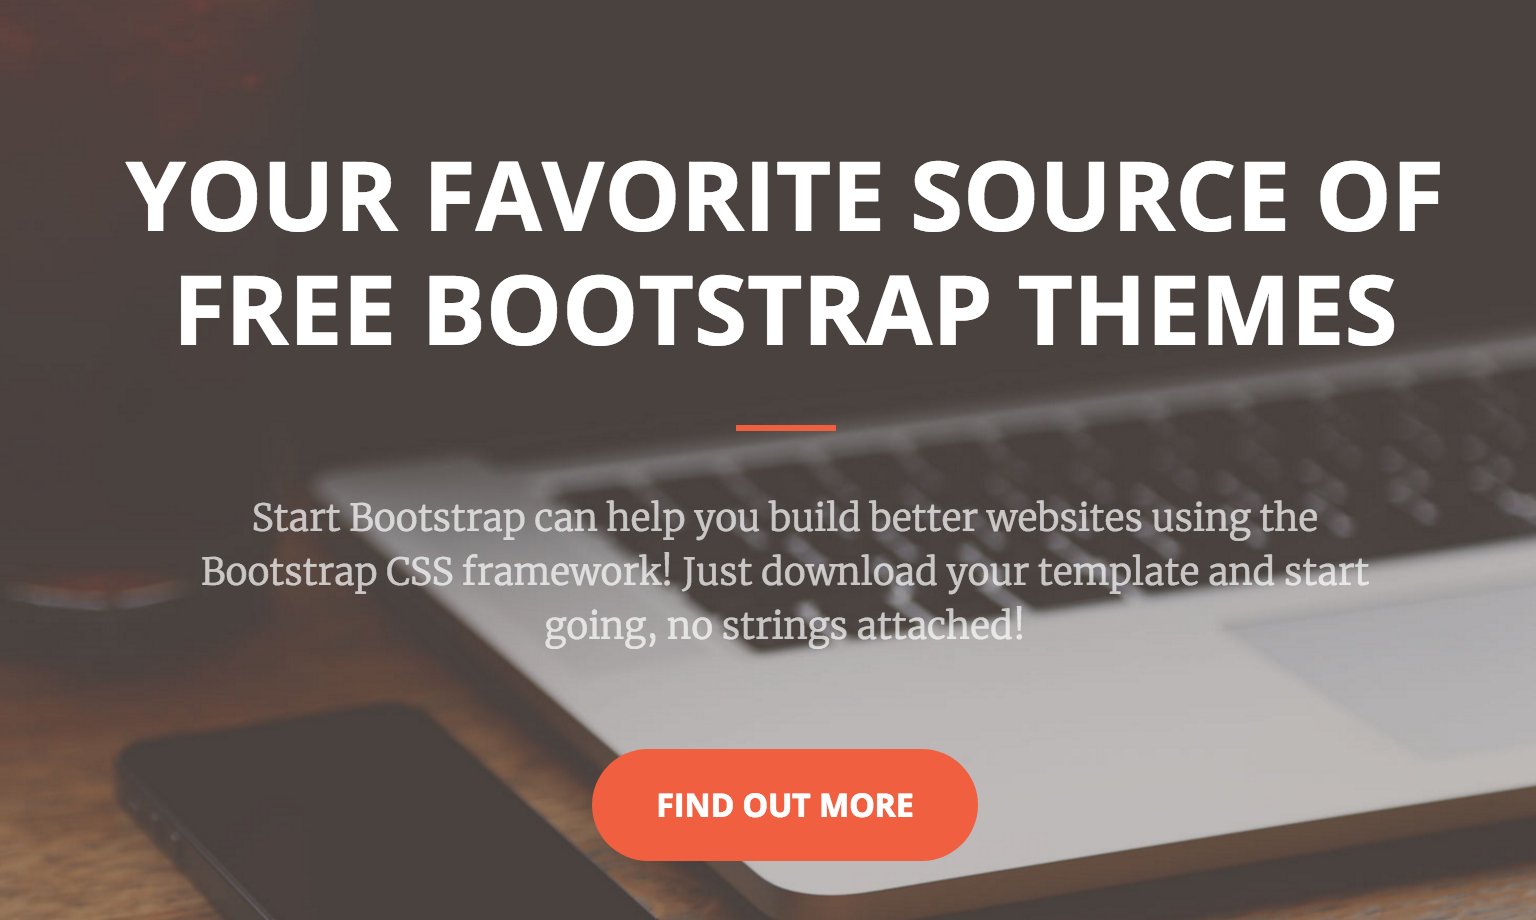 YOUR FAVORITE SOURCE OF
FREE BOOTSTRAP THEMES
Start Bootstrap can help you build better websites using the
Bootstrap CSS framework! Just download your template and start
going, no strings attached!
FIND OUT MORE